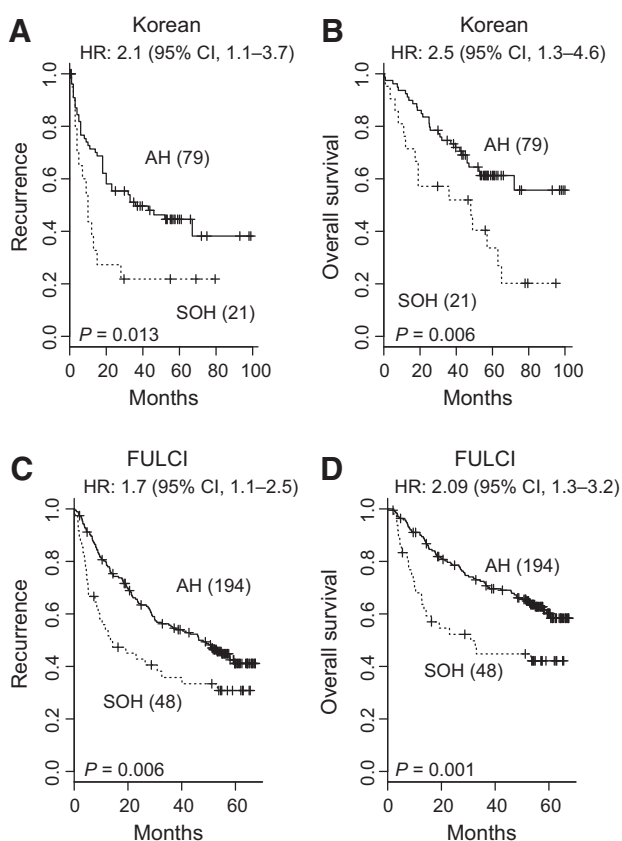 A
Korean
HR: 2.1 (95% CI, 1.1–3.7)
Recurrence
1.0
0.8
0.6
0.4
0.2
0.0
AH (79)
SOH (21)
P = 0.013
0 20 40 60 80 100
Months
B
Korean
HR: 2.5 (95% CI, 1.3–4.6)
Overall survival
1.0
0.8
0.6
0.4
0.2
0.0
AH (79)
SOH (21)
P = 0.006
0 20 40 60 80 100
Months
C
FULCI
HR: 1.7 (95% CI, 1.1–2.5)
Recurrence
1.0
0.8
0.6
0.4
0.2
0.0
AH (194)
SOH (48)
P = 0.006
0 20 40 60
Months
D
FULCI
HR: 2.09 (95% CI, 1.3–3.2)
Overall survival
1.0
0.8
0.6
0.4
0.2
0.0
AH (194)
SOH (48)
P = 0.001
0 20 40 60
Months